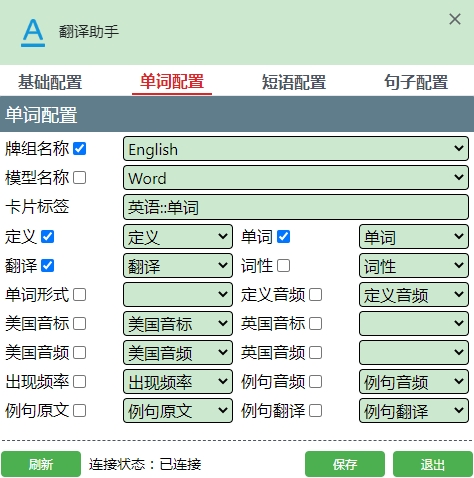 翻译助手
基础配置 单词配置 短语配置 句子配置
单词配置
牌组名称 English
模型名称 Word
卡片标签 英语::单词
定义 定义 单词 单词
翻译 翻译 词性 词性
单词形式 定义音频 定义音频
美国音标 美国音标 英国音标
美国音频 美国音频 英国音频
出现频率 出现频率 例句音频 例句音频
例句原文 例句原文 例句翻译 例句翻译
刷新 连接状态：已连接 保存 退出